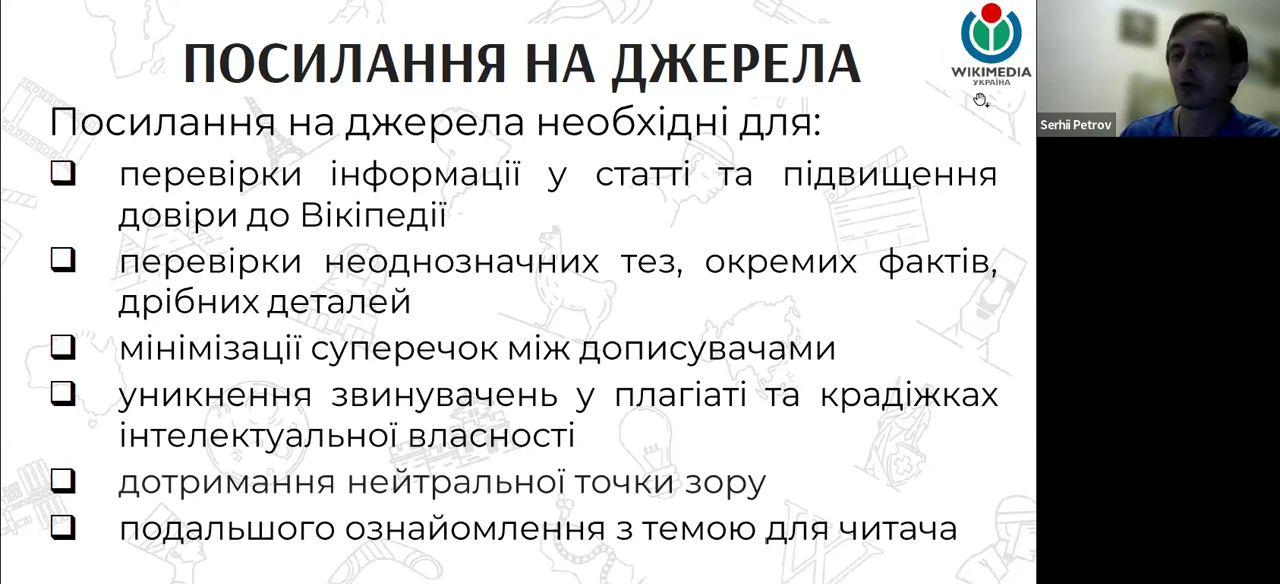 ПОСИЛАННЯ НА ДЖЕРЕЛА
WIKIMEDIA
УКРАЇНА
Serhii Petrov
Посилання на джерела необхідні для:
перевірки інформації у статті та підвищення
довіри до Вікіпедії
перевірки неоднозначних тез, окремих фактів,
дрібних деталей
мінімізації суперечок між дописувачами
уникнення звинувачень у плагіаті та крадіжках
інтелектуальної власності
дотримання нейтральної точки зору
подальшого ознайомлення з темою для читача